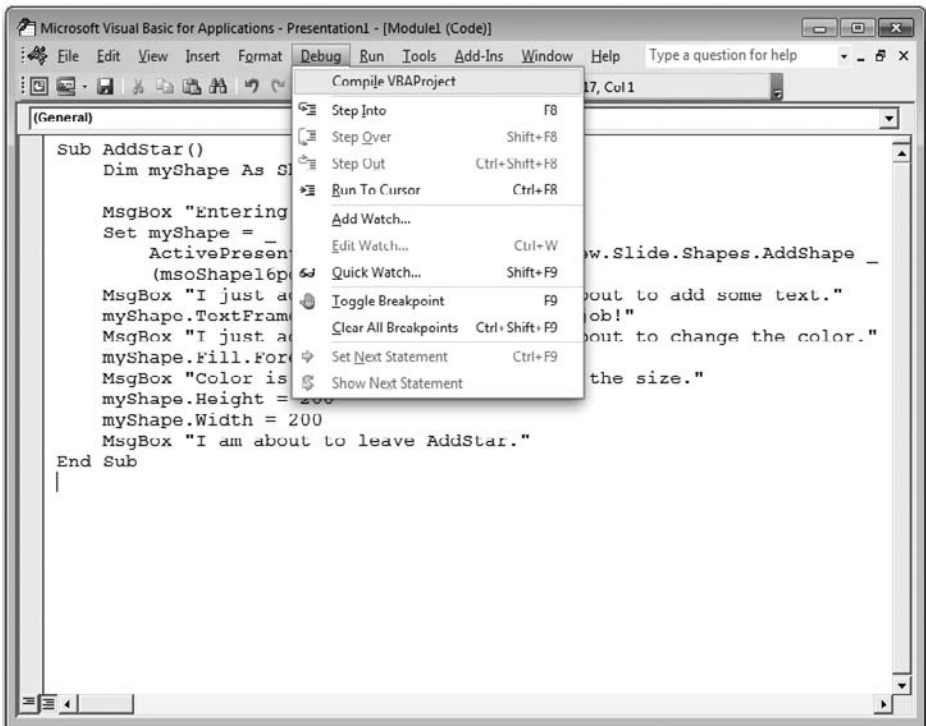 Microsoft Visual Basic for Applications - Presentation1 - [Module1 (Code)]
File Edit View Insert Format Debug Run Tools Add-Ins Window Help Type a question for help
17, Col 1
(General)
Compile VBAProject
Step Into F8
Step Over Shift+F8
Step Out Ctrl+Shift+F8
Run To Cursor Ctrl+F8
Add Watch...
Edit Watch... Ctrl+W
Quick Watch... Shift+F9
Toggle Breakpoint F9
Clear All Breakpoints Ctrl+Shift+F9
Set Next Statement Ctrl+F9
Show Next Statement
Sub AddStar()
Dim myShape As
MsgBox "Entering
Set myShape = _
ActivePresen w.Slide.Shapes.AddShape _
(msoShape16p
MsgBox "I just out to add some text."
myShape.TextFram job!"
MsgBox "I just out to change the color."
myShape.Fill.For
MsgBox "Color is the size."
myShape.Height = 200
myShape.Width = 200
MsgBox "I am about to leave AddStar."
End Sub